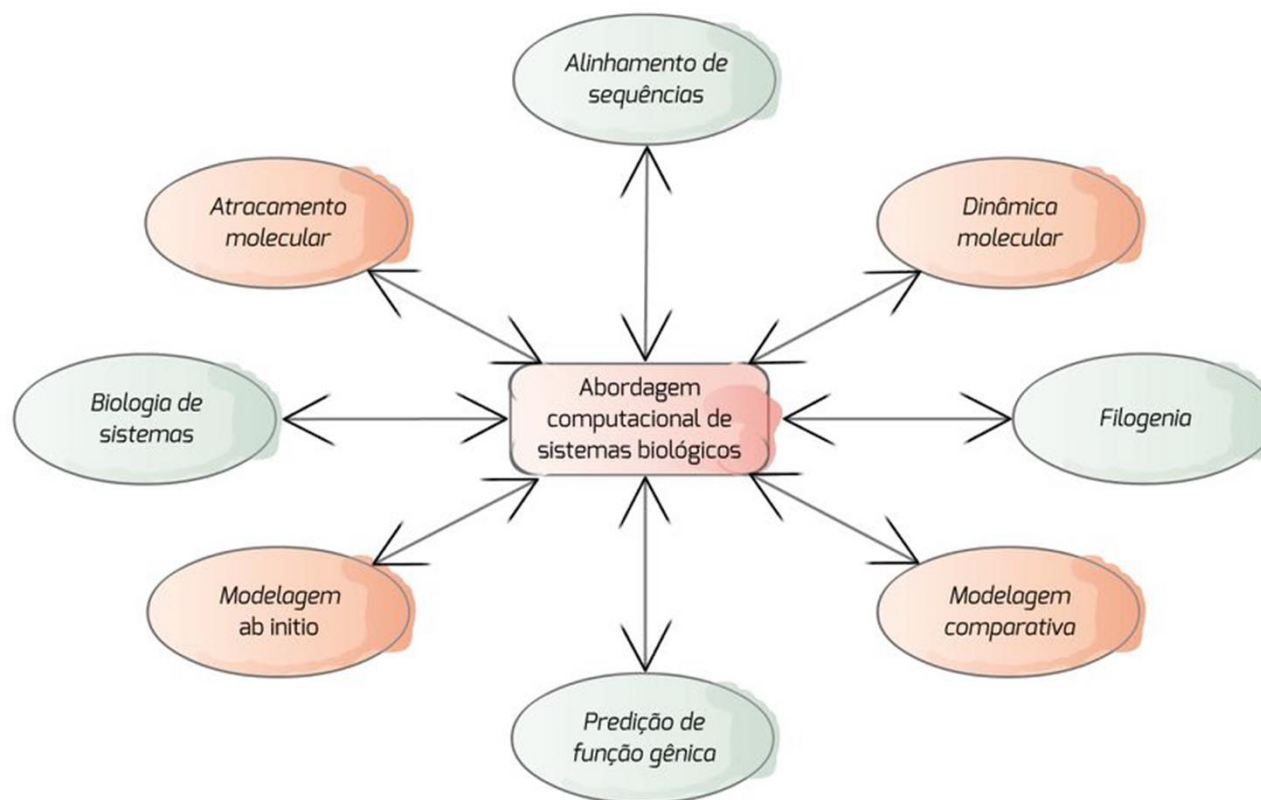 Alinhamento de
sequências
Atracamento
molecular
Dinâmica
molecular
Biologia de
sistemas
Abordagem
computacional de
sistemas biológicos
Filogenia
Modelagem
ab initio
Modelagem
comparativa
Predição de
função gênica